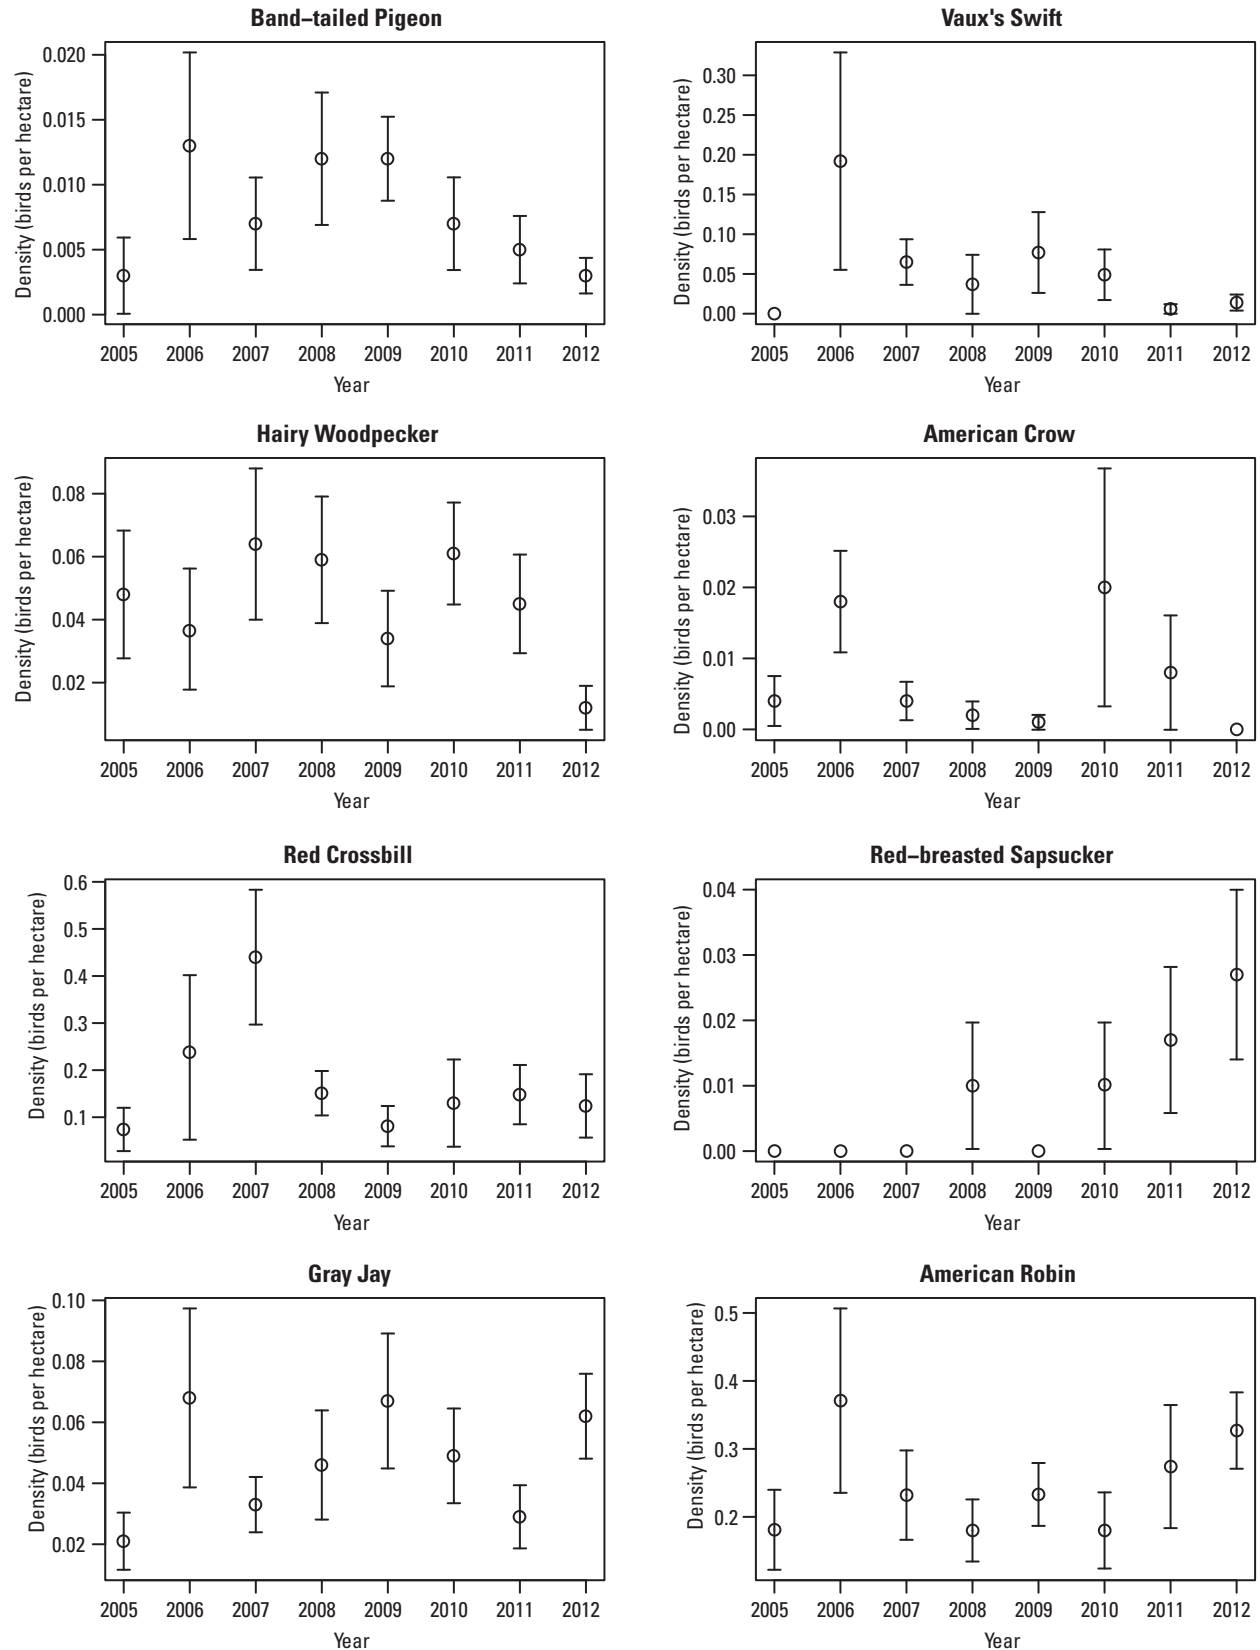 Band–tailed Pigeon
Density (birds per hectare)
0.020
0.015
0.010
0.005
0.000
2005 2006 2007 2008 2009 2010 2011 2012
Year
Vaux's Swift
Density (birds per hectare)
0.30
0.25
0.20
0.15
0.10
0.05
0.00
2005 2006 2007 2008 2009 2010 2011 2012
Year
Hairy Woodpecker
Density (birds per hectare)
0.08
0.06
0.04
0.02
2005 2006 2007 2008 2009 2010 2011 2012
Year
American Crow
Density (birds per hectare)
0.03
0.02
0.01
0.00
2005 2006 2007 2008 2009 2010 2011 2012
Year
Red Crossbill
Density (birds per hectare)
0.6
0.5
0.4
0.3
0.2
0.1
2005 2006 2007 2008 2009 2010 2011 2012
Year
Red–breasted Sapsucker
Density (birds per hectare)
0.04
0.03
0.02
0.01
0.00
2005 2006 2007 2008 2009 2010 2011 2012
Year
Gray Jay
Density (birds per hectare)
0.10
0.08
0.06
0.04
0.02
2005 2006 2007 2008 2009 2010 2011 2012
Year
American Robin
Density (birds per hectare)
0.5
0.4
0.3
0.2
2005 2006 2007 2008 2009 2010 2011 2012
Year